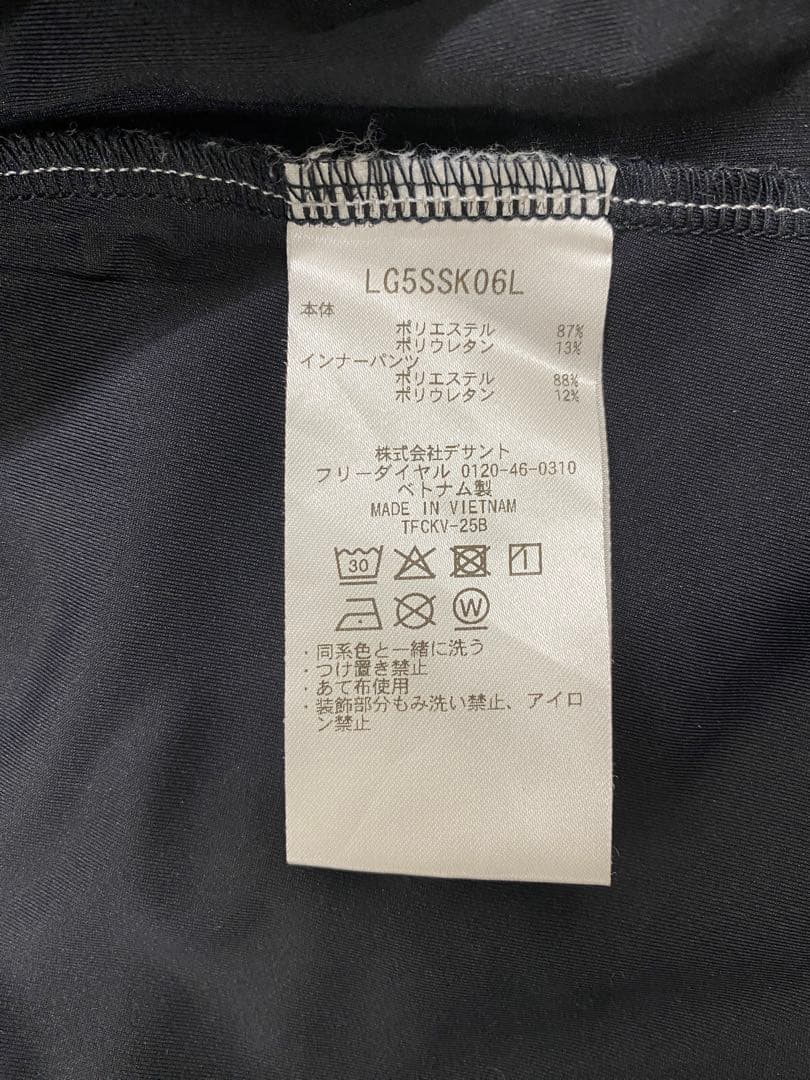 LG5SSK06L
本体
ポリエステル 87%
ポリウレタン 13%
インナーパンツ
ポリエステル 88%
ポリウレタン 12%
株式会社デサント
フリーダイヤル 0120-46-0310
ベトナム製
MADE IN VIETNAM
TFCKV-25B
30
W
・同系色と一緒に洗う
・つけ置き禁止
・あて布使用
・装飾部分もみ洗い禁止、アイロ
ン禁止